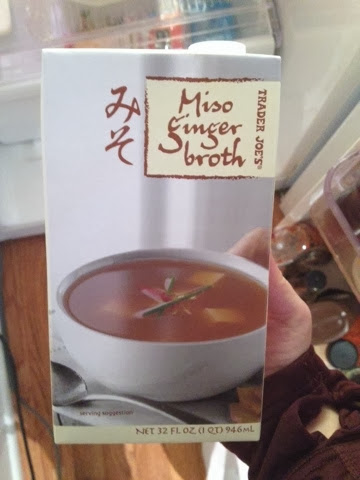 みそ
Miso
Ginger
broth
TRADER JOE'S®
serving suggestion
NET 32 FL OZ (1 QT) 946mL